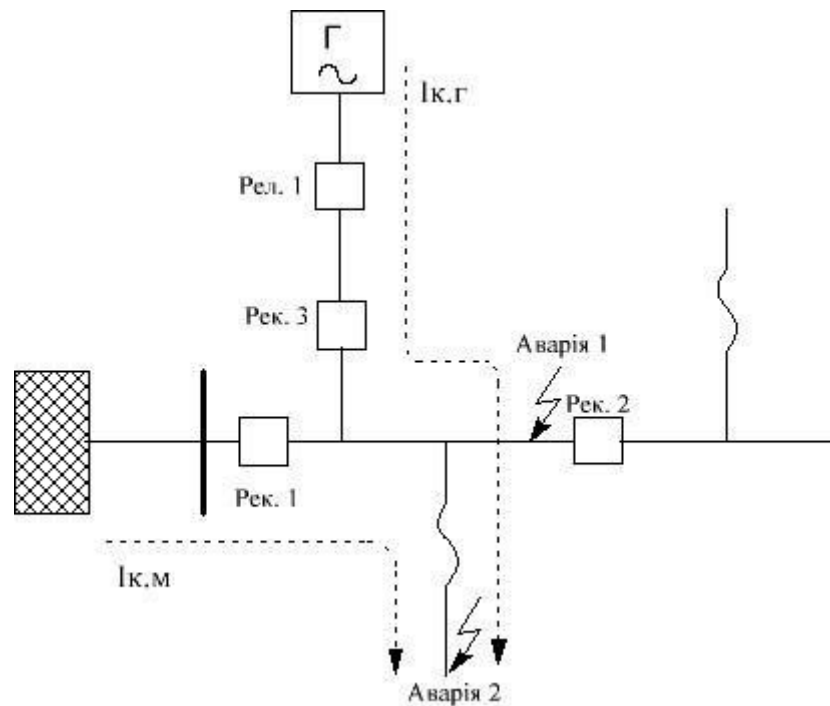 Г
Iк.г
Рел. 1
Рек. 3
Аварія 1
Рек. 2
Рек. 1
Iк.м
Аварія 2